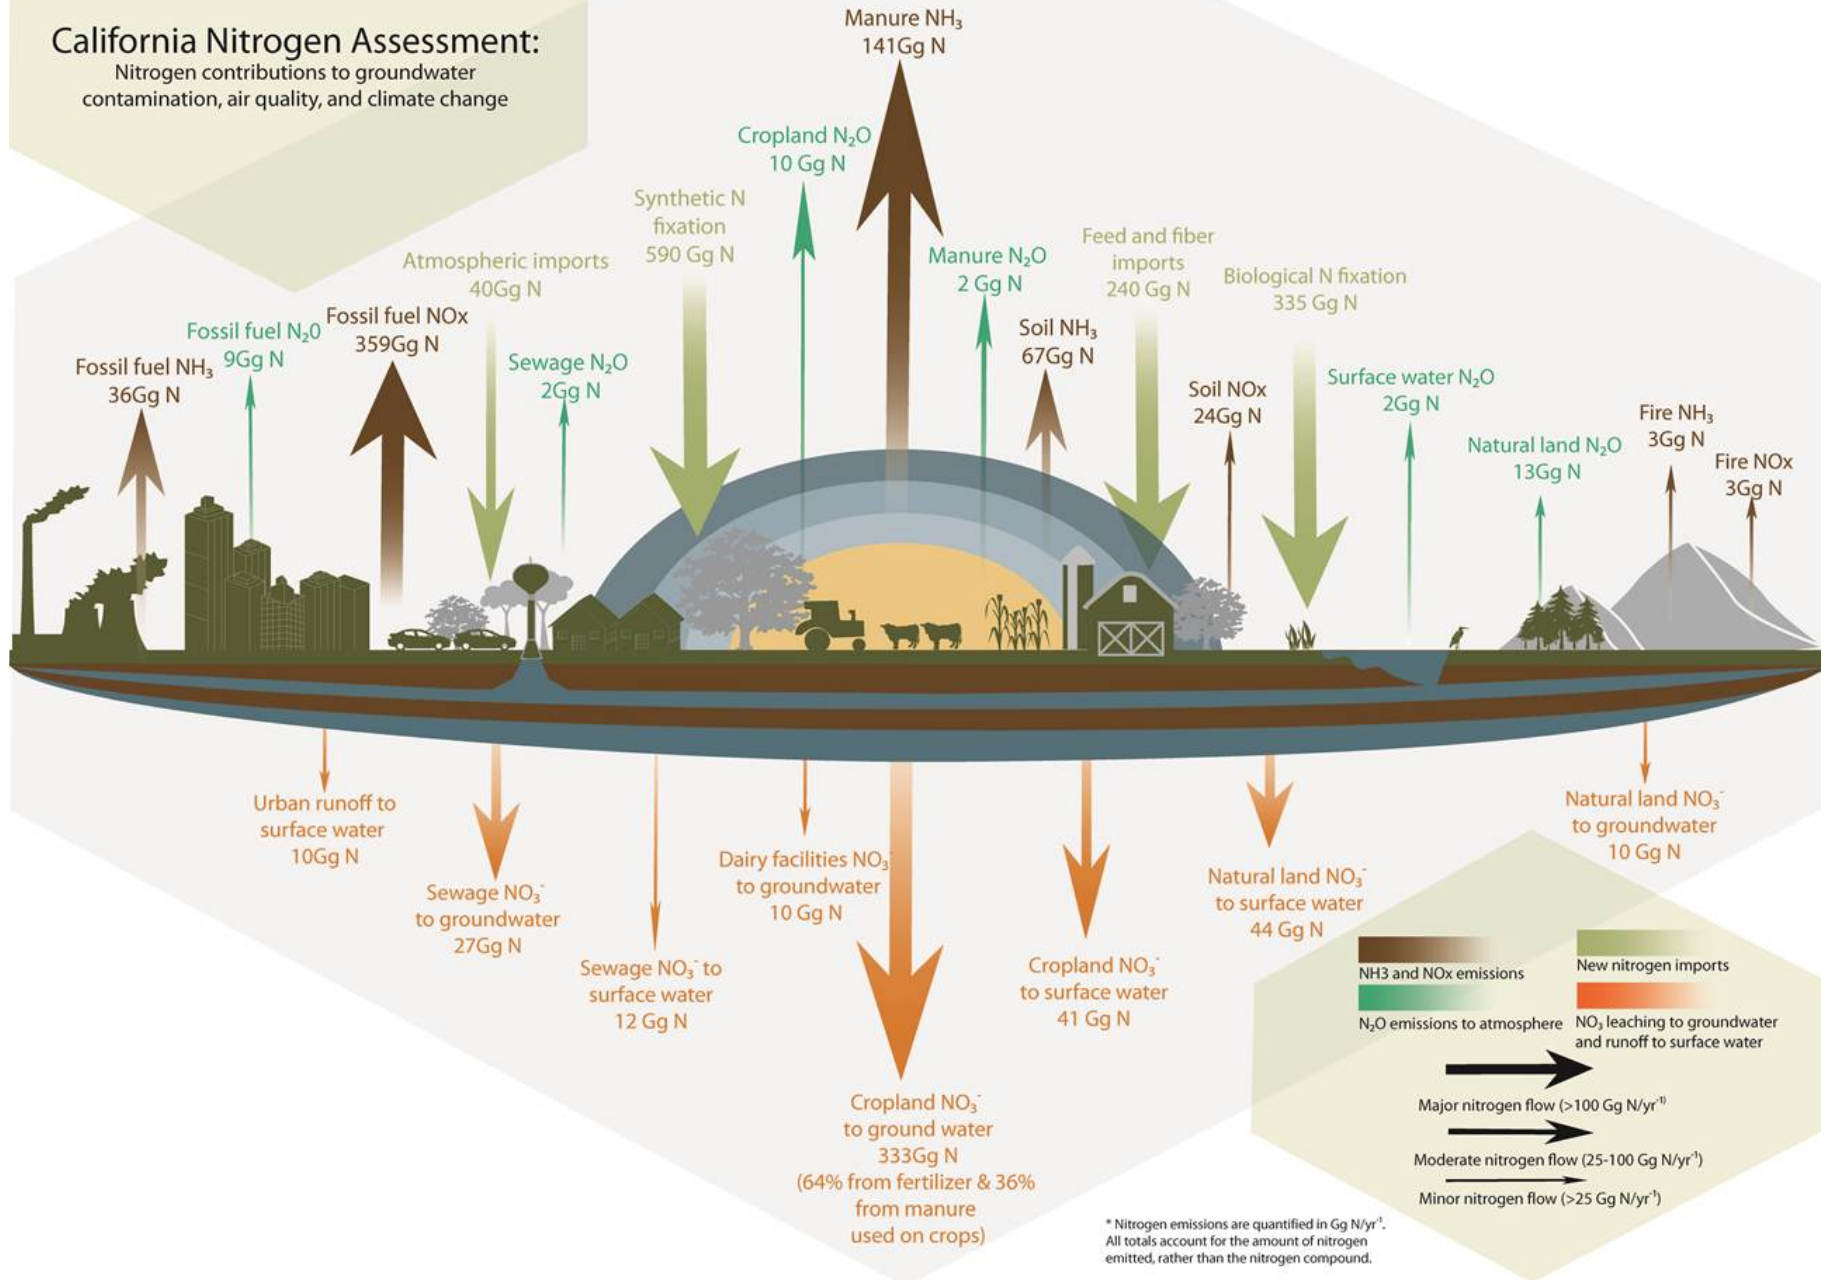 California Nitrogen Assessment:
Nitrogen contributions to groundwater
contamination, air quality, and climate change
Manure NH₃
141Gg N
Cropland N₂O
10 Gg N
Synthetic N
fixation
590 Gg N
Atmospheric imports
40Gg N
Manure N₂O
2 Gg N
Feed and fiber
imports
240 Gg N
Biological N fixation
335 Gg N
Fossil fuel NOx
359Gg N
Fossil fuel N₂0
9Gg N
Fossil fuel NH₃
36Gg N
Sewage N₂O
2Gg N
Soil NH₃
67Gg N
Soil NOx
24Gg N
Surface water N₂O
2Gg N
Natural land N₂O
13Gg N
Fire NH₃
3Gg N
Fire NOx
3Gg N
Urban runoff to
surface water
10Gg N
Sewage NO₃⁻
to groundwater
27Gg N
Sewage NO₃⁻ to
surface water
12 Gg N
Dairy facilities NO₃⁻
to groundwater
10 Gg N
Cropland NO₃⁻
to ground water
333Gg N
(64% from fertilizer & 36%
from manure
used on crops)
Cropland NO₃⁻
to surface water
41 Gg N
Natural land NO₃⁻
to surface water
44 Gg N
Natural land NO₃⁻
to groundwater
10 Gg N
NH3 and NOx emissions
New nitrogen imports
N₂O emissions to atmosphere
NO₃ leaching to groundwater
and runoff to surface water
Major nitrogen flow (>100 Gg N/yr⁻¹⁾
Moderate nitrogen flow (25-100 Gg N/yr⁻¹)
Minor nitrogen flow (>25 Gg N/yr⁻¹)
* Nitrogen emissions are quantified in Gg N/yr⁻¹.
All totals account for the amount of nitrogen
emitted, rather than the nitrogen compound.